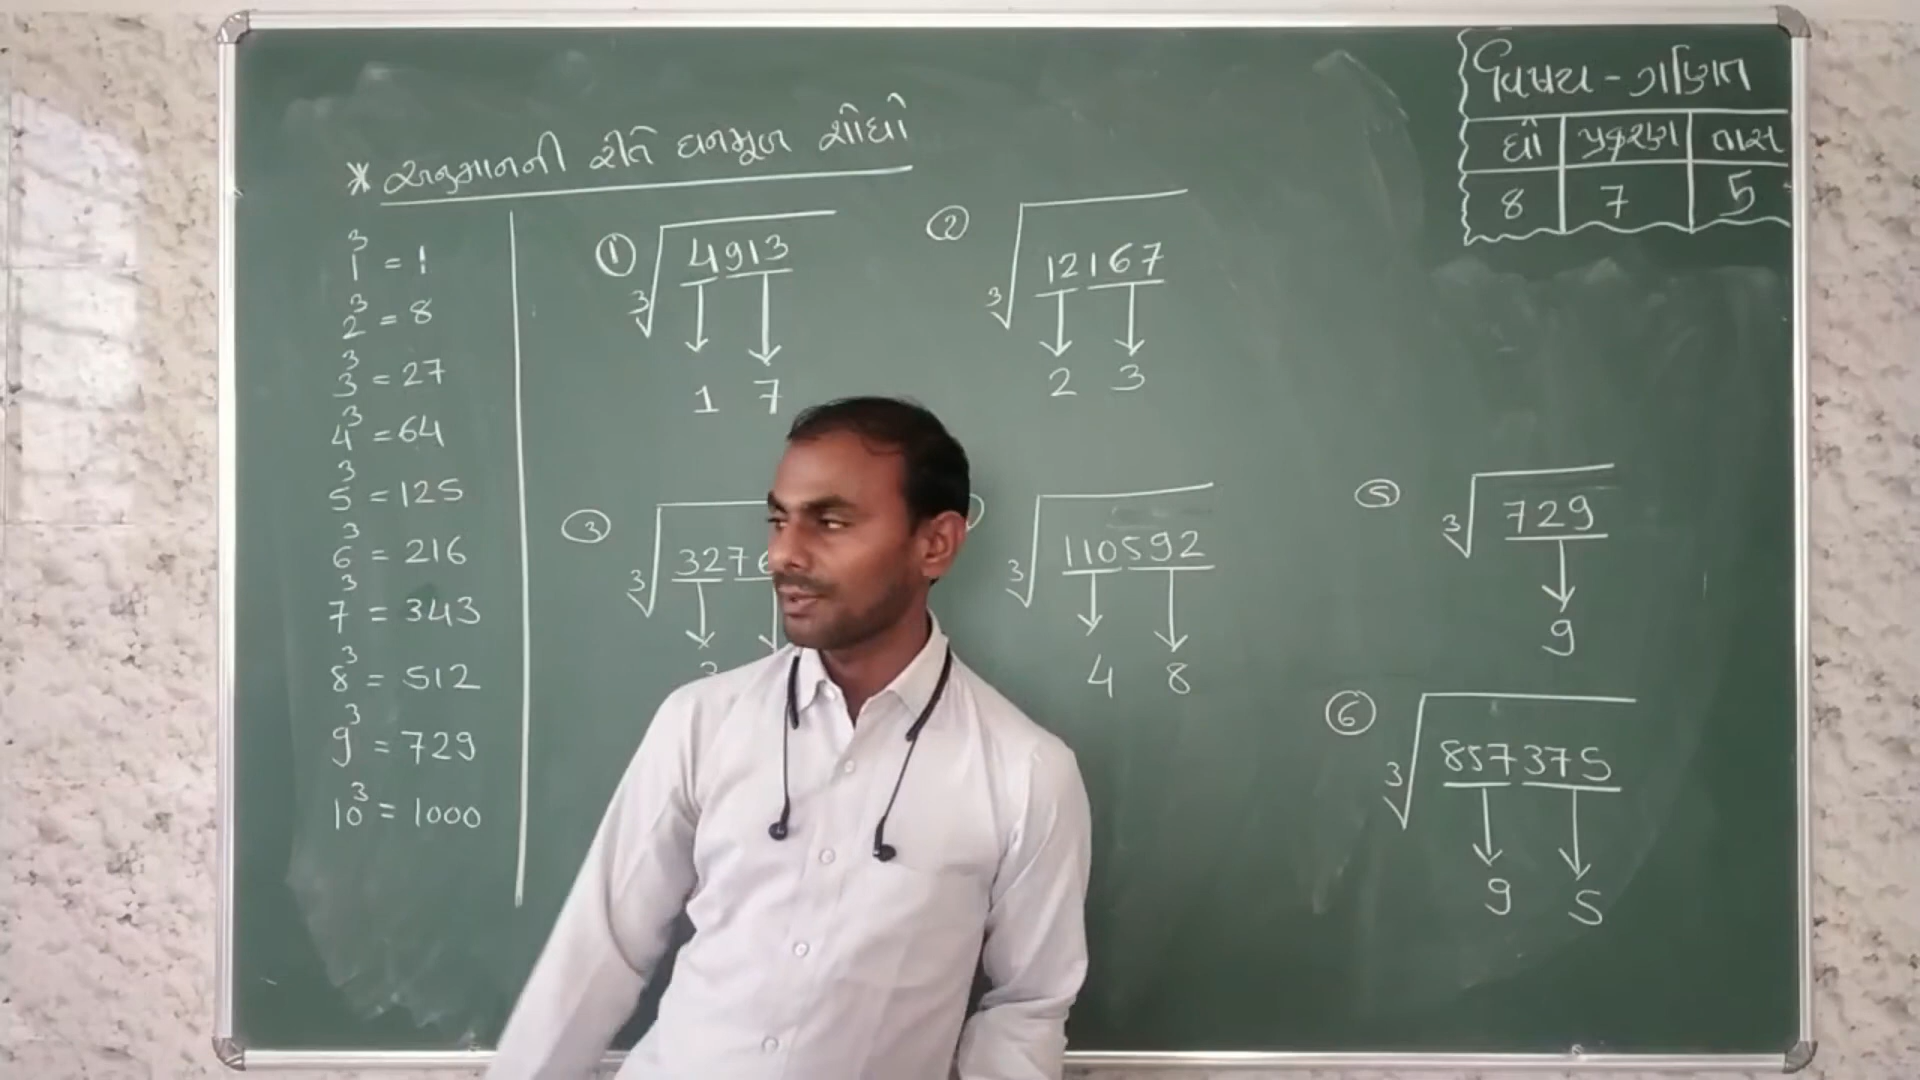 વિષય - ગણિત
ધો પ્રકરણ તાસ
8 7 5
* અનુમાનની રીતે ઘનમૂળ શોધો
1³ = 1
2³ = 8
3³ = 27
4³ = 64
5³ = 125
6³ = 216
7³ = 343
8³ = 512
9³ = 729
10³ = 1000
① ∛4913
1 7
② ∛12167
2 3
③ ∛3276
∛110592
4 8
⑤ ∛729
9
⑥ ∛857375
9 5